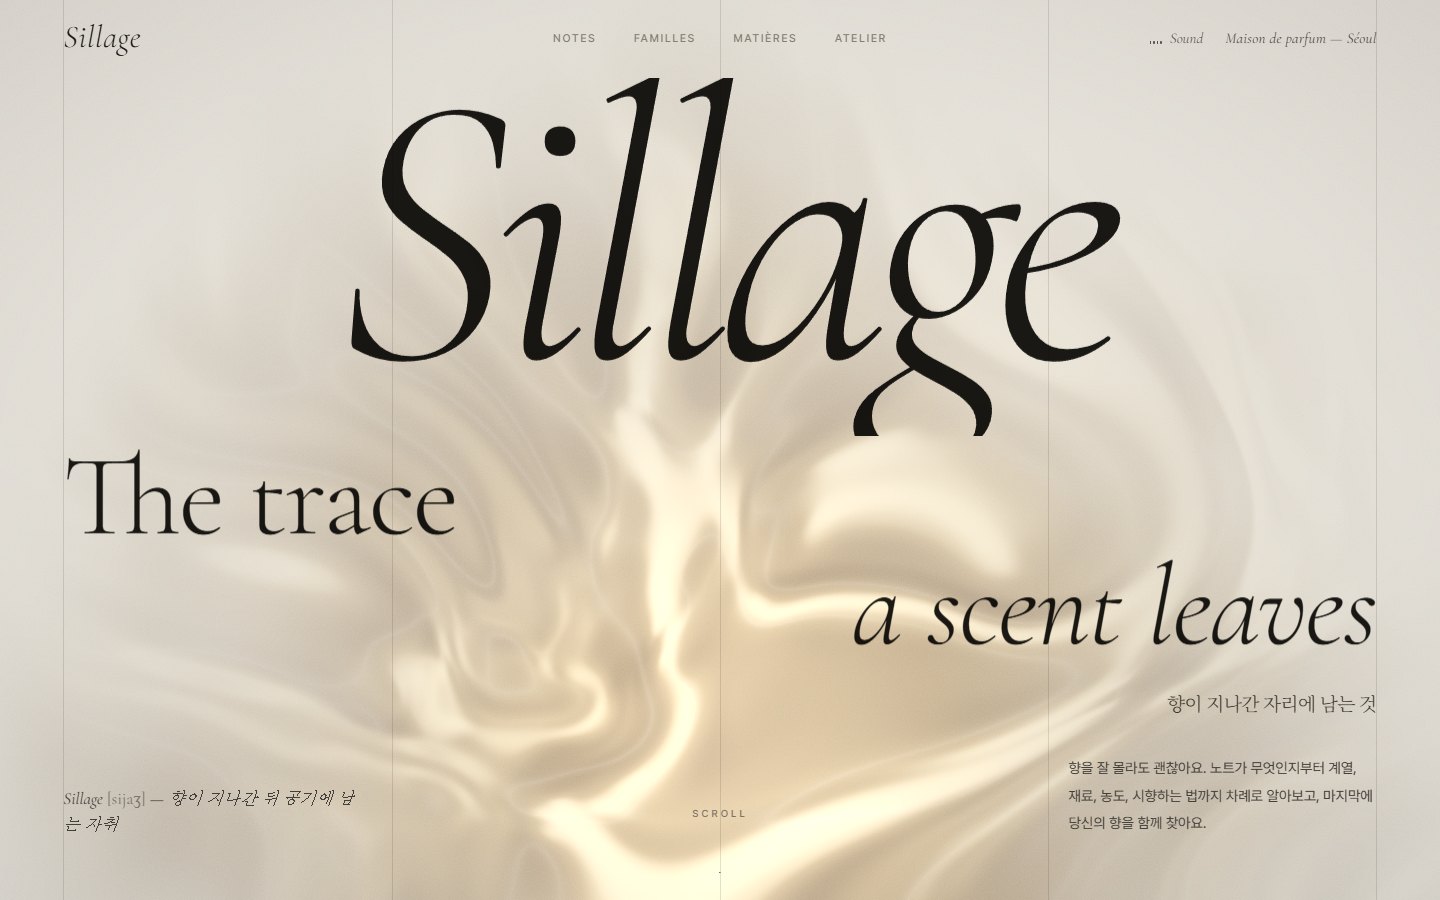 Sillage
NOTES FAMILLES MATIÈRES ATELIER
Sound Maison de parfum — Séoul
Sillage
The trace
a scent leaves
향이 지나간 자리에 남는 것
향을 잘 몰라도 괜찮아요. 노트가 무엇인지부터 계열,
재료, 농도, 시향하는 법까지 차례로 알아보고, 마지막에
당신의 향을 함께 찾아요.
Sillage [sijaʒ] — 향이 지나간 뒤 공기에 남
는 자취
SCROLL